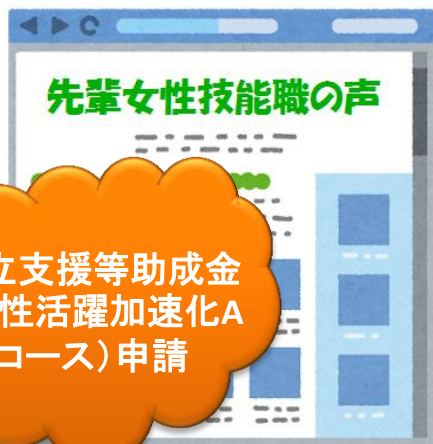 先輩女性技能職の声
立支援等助成金
性活躍加速化A
コース）申請